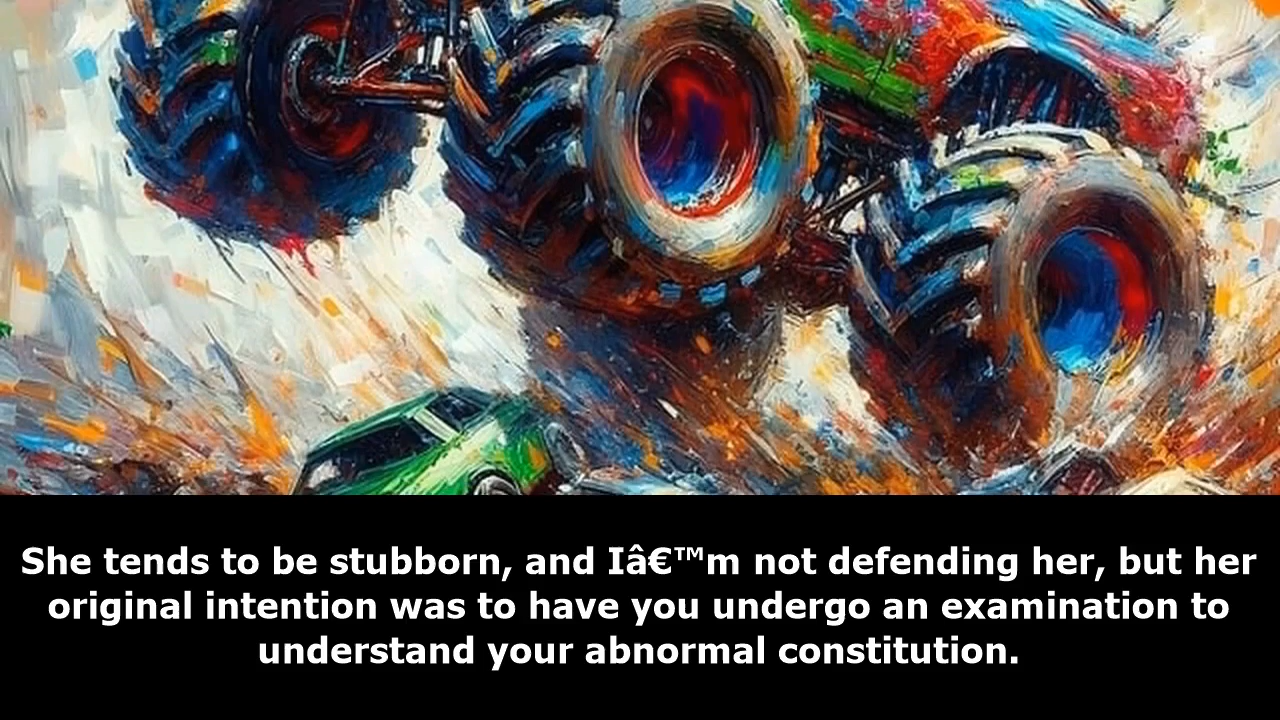 She tends to be stubborn, and Iâ€™m not defending her, but her
original intention was to have you undergo an examination to
understand your abnormal constitution.